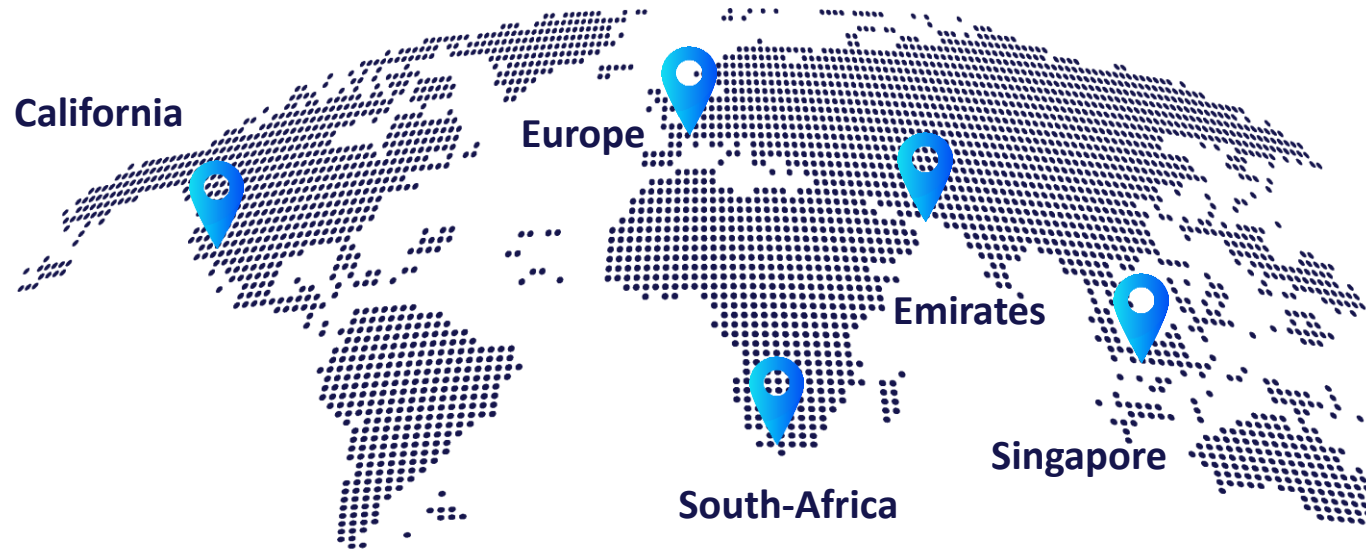 California
Europe
Emirates
Singapore
South-Africa